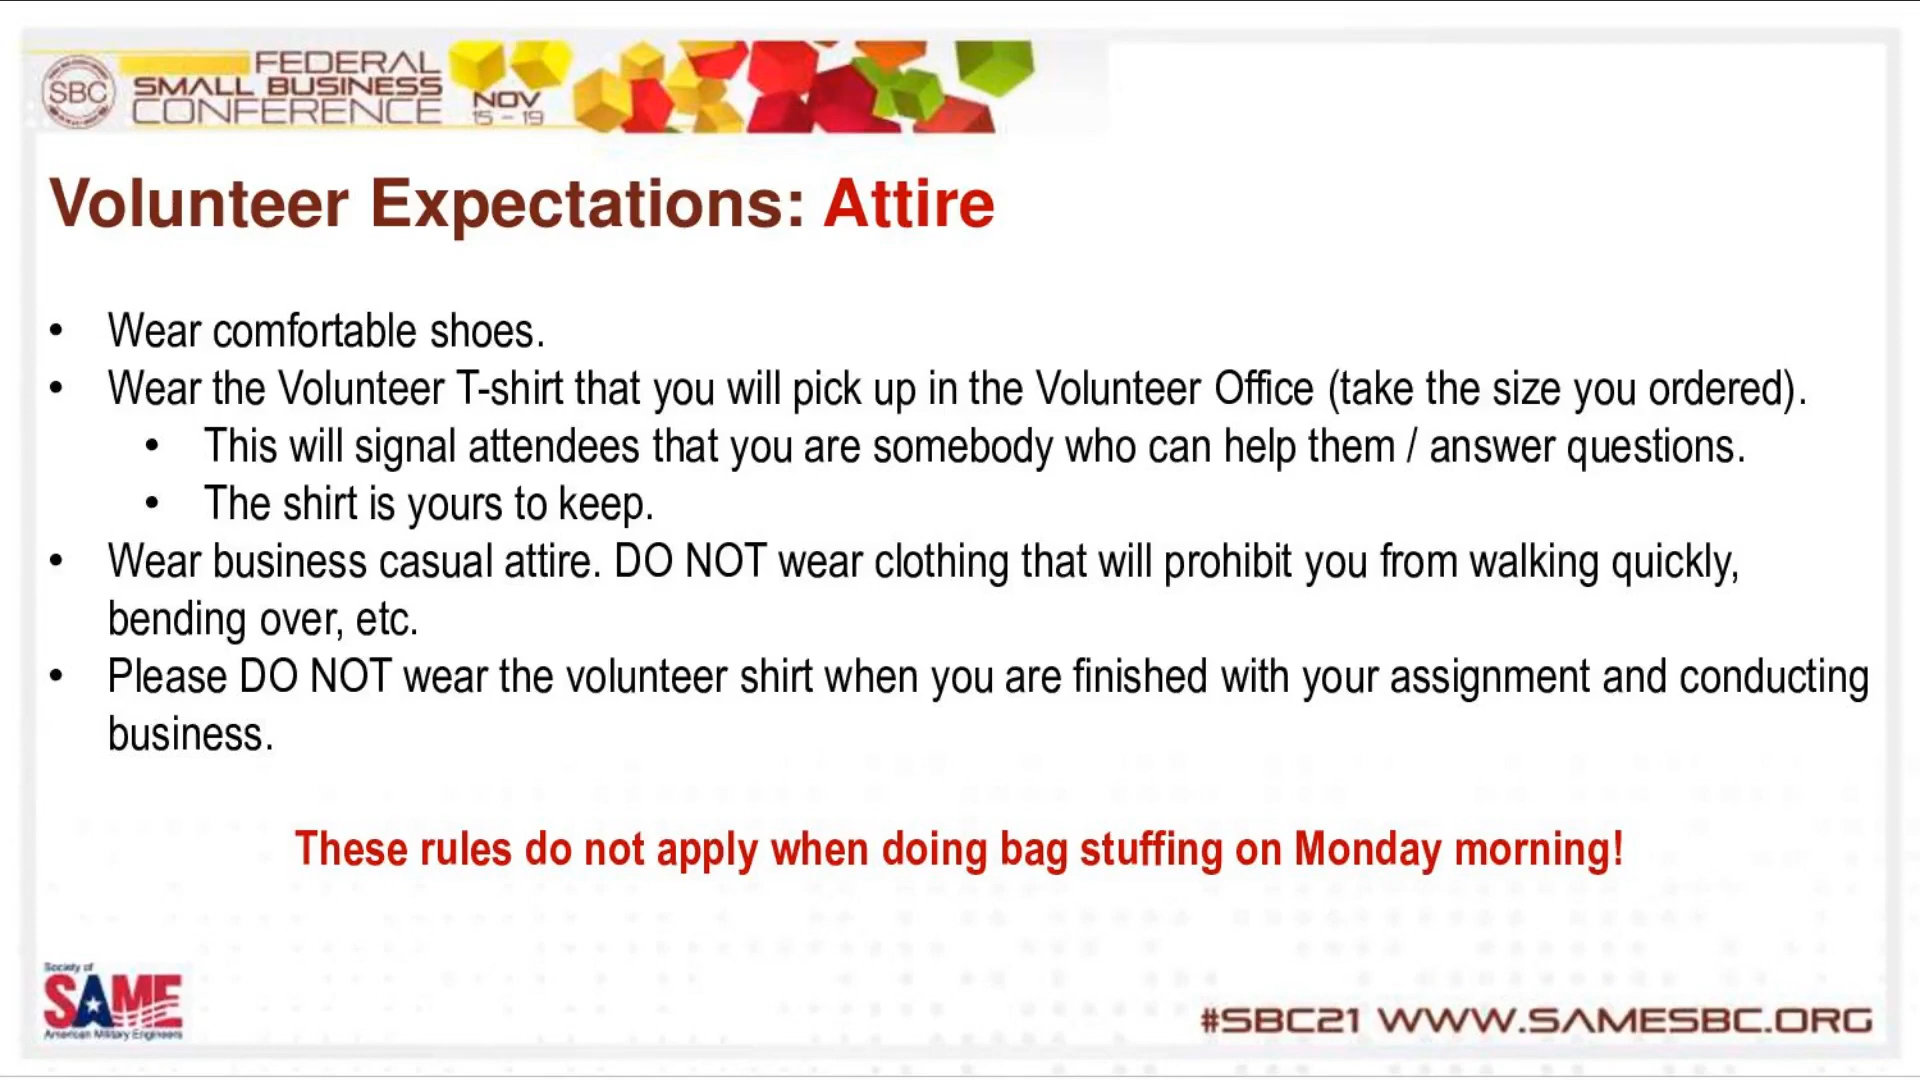 SBC
FEDERAL
SMALL BUSINESS
CONFERENCE
NOV
15 – 19
Volunteer Expectations: Attire
• Wear comfortable shoes.
• Wear the Volunteer T-shirt that you will pick up in the Volunteer Office (take the size you ordered).
• This will signal attendees that you are somebody who can help them / answer questions.
• The shirt is yours to keep.
• Wear business casual attire. DO NOT wear clothing that will prohibit you from walking quickly,
bending over, etc.
• Please DO NOT wear the volunteer shirt when you are finished with your assignment and conducting
business.
These rules do not apply when doing bag stuffing on Monday morning!
Society of
SAME
American Military Engineers
#SBC21 WWW.SAMESBC.ORG